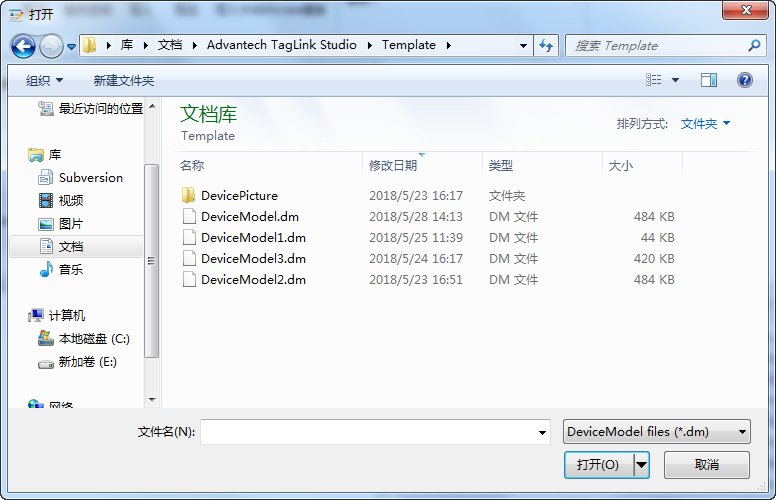 打开
库 文档 Advantech TagLink Studio Template
搜索 Template
组织 新建文件夹
最近访问的位置
库
Subversion
视频
图片
文档
音乐
计算机
本地磁盘 (C:)
新加卷 (E:)
网络
文档库
Template
排列方式: 文件夹
名称 修改日期 类型 大小
DevicePicture 2018/5/23 16:17 文件夹
DeviceModel.dm 2018/5/28 14:13 DM 文件 484 KB
DeviceModel1.dm 2018/5/25 11:39 DM 文件 44 KB
DeviceModel3.dm 2018/5/24 16:17 DM 文件 420 KB
DeviceModel2.dm 2018/5/23 16:51 DM 文件 484 KB
文件名(N):
DeviceModel files (*.dm)
打开(O) 取消